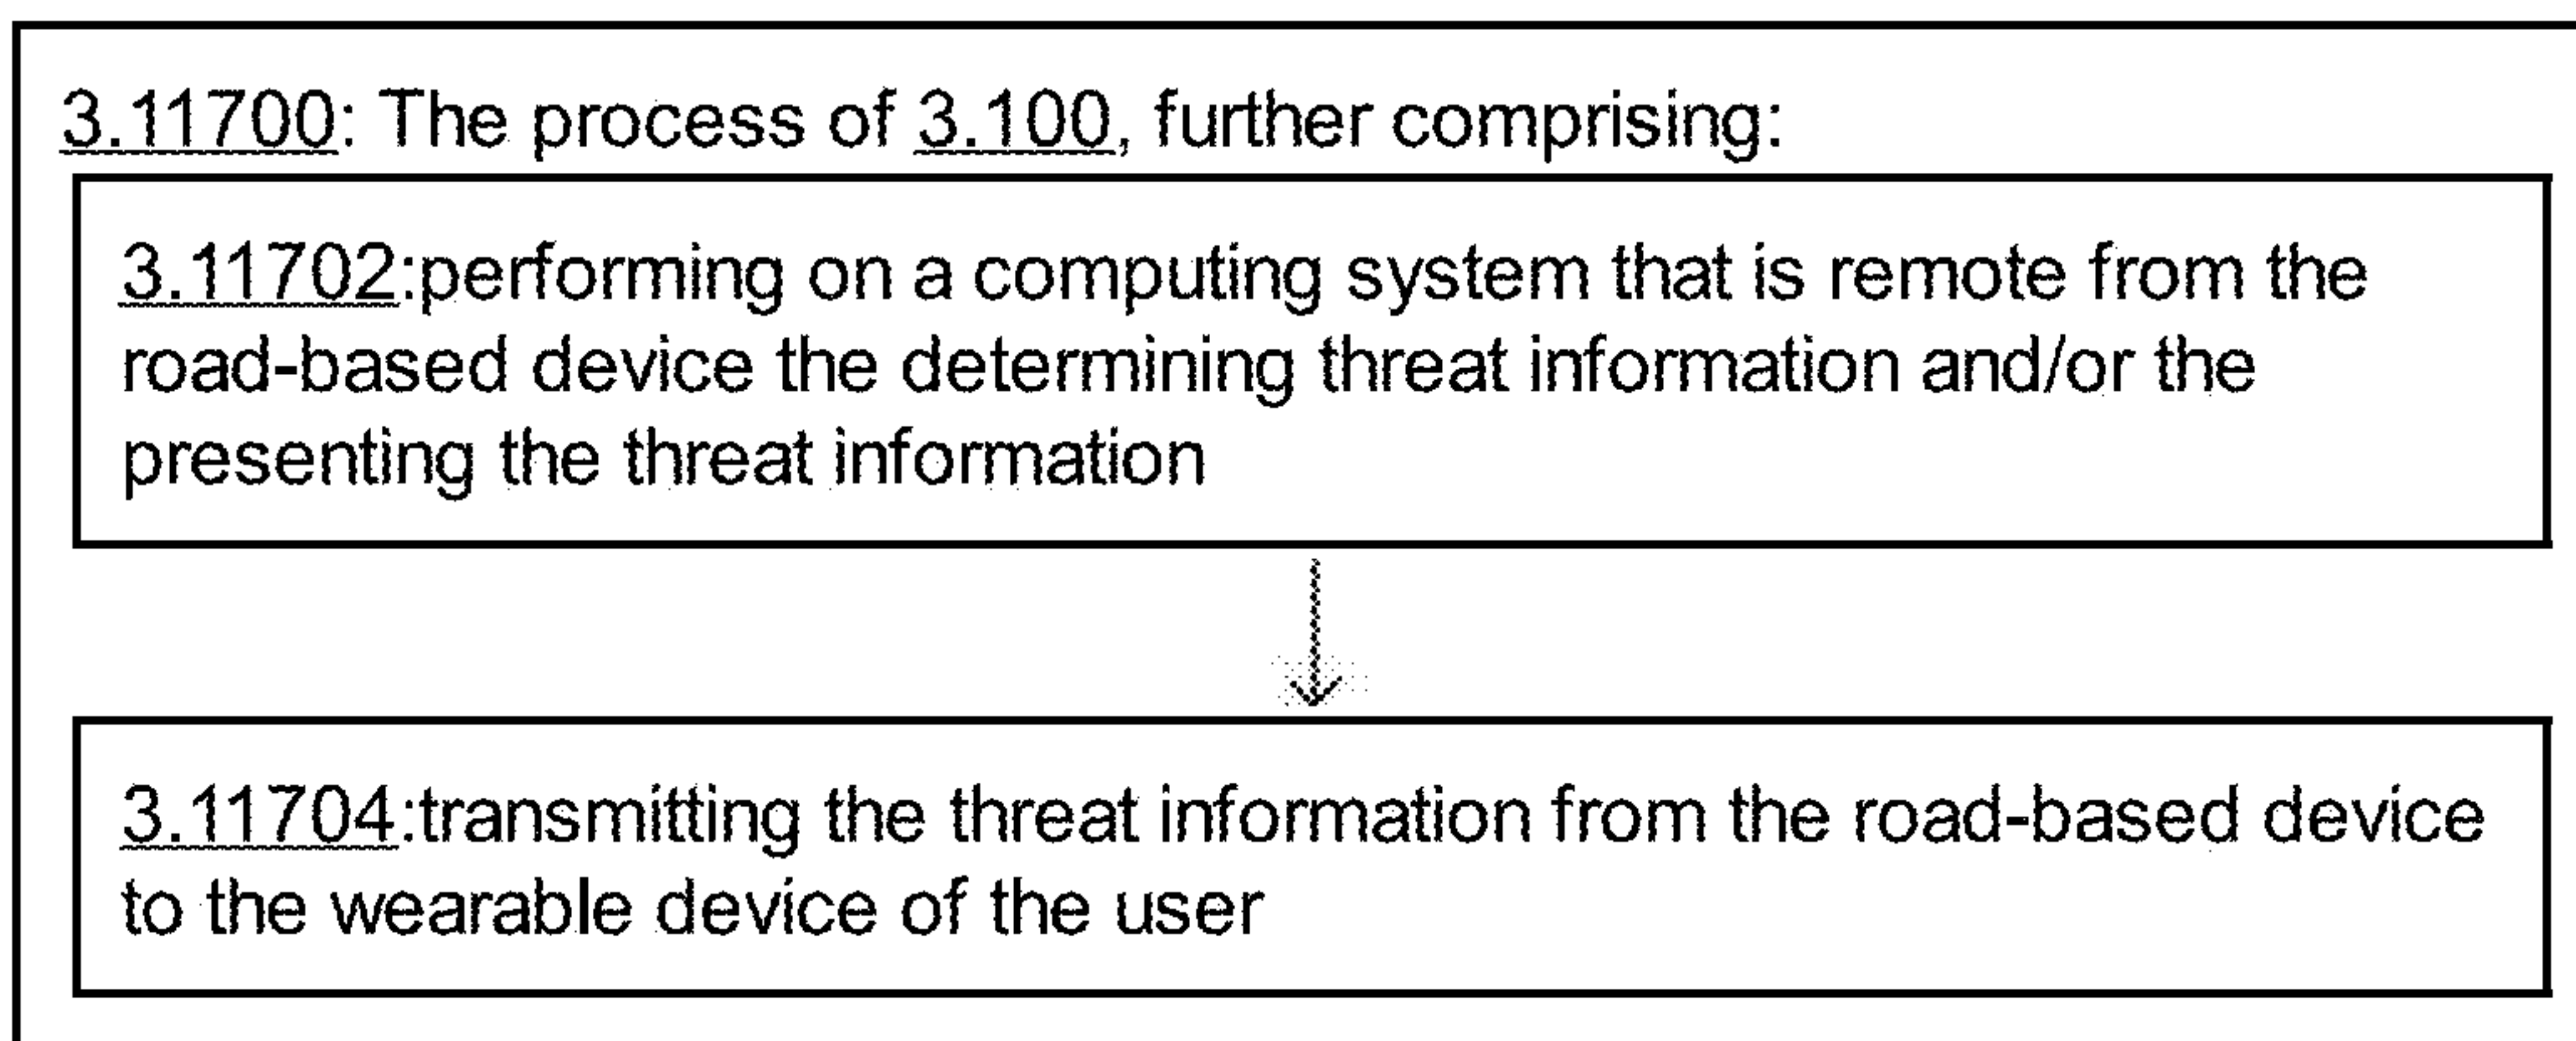 3.11700: The process of 3.100, further comprising:
3.11702:performing on a computing system that is remote from the
road-based device the determining threat information and/or the
presenting the threat information
3.11704:transmitting the threat information from the road-based device
to the wearable device of the user